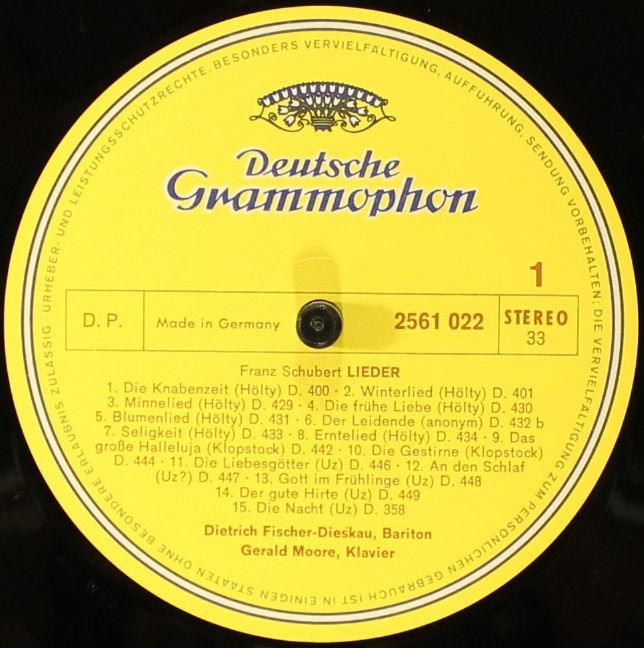 URHEBER- UND LEISTUNGSSCHUTZRECHTE, BESONDERS VERVIELFÄLTIGUNG, AUFFÜHRUNG, SENDUNG VORBEHALTEN; DIE VERVIELFÄLTIGUNG ZUM PERSÖNLICHEN GEBRAUCH IST IN EINIGEN STAATEN OHNE BESONDERE ERLAUBNIS ZULÄSSIG ·
Deutsche
Grammophon
1
D. P.
Made in Germany
2561 022
STEREO
33
Franz Schubert LIEDER
1. Die Knabenzeit (Hölty) D. 400 · 2. Winterlied (Hölty) D. 401
3. Minnelied (Hölty) D. 429 · 4. Die frühe Liebe (Hölty) D. 430
5. Blumenlied (Hölty) D. 431 · 6. Der Leidende (anonym) D. 432 b
7. Seligkeit (Hölty) D. 433 · 8. Erntelied (Hölty) D. 434 · 9. Das
große Halleluja (Klopstock) D. 442 · 10. Die Gestirne (Klopstock)
D. 444 · 11. Die Liebesgötter (Uz) D. 446 · 12. An den Schlaf
(Uz?) D. 447 · 13. Gott im Frühlinge (Uz) D. 448
14. Der gute Hirte (Uz) D. 449
15. Die Nacht (Uz) D. 358
Dietrich Fischer-Dieskau, Bariton
Gerald Moore, Klavier